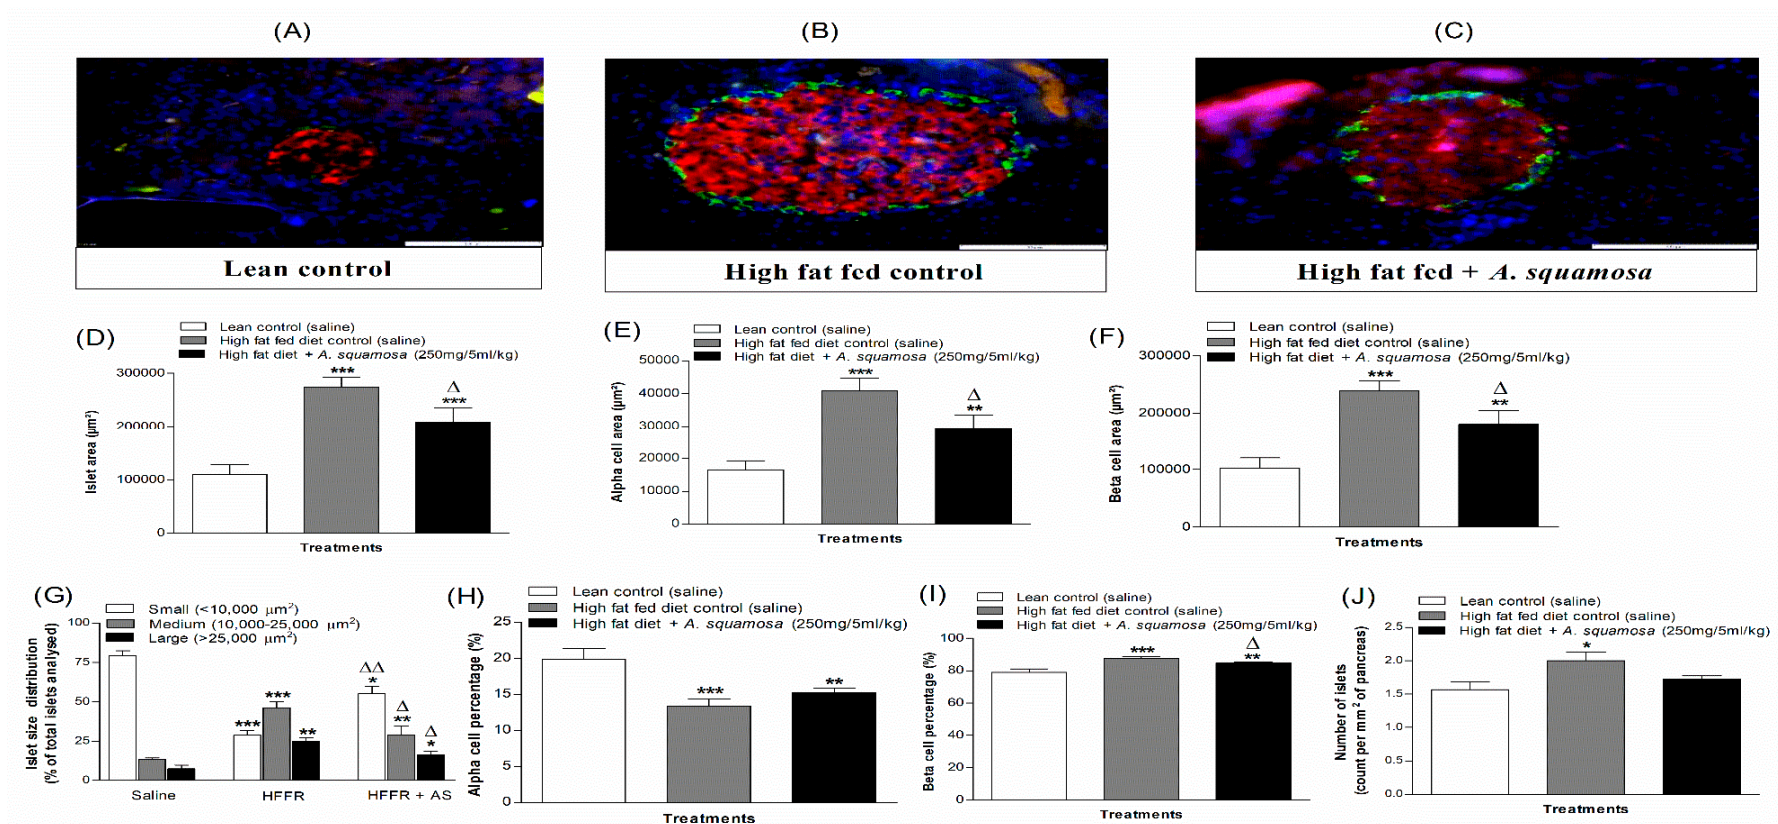 (A)
(B)
(C)
Lean control
High fat fed control
High fat fed + A. squamosa
(D)
Lean control (saline)
High fat fed diet control (saline)
High fat diet + A. squamosa (250mg/5ml/kg)
300000
200000
100000
0
Islet area (µm²)
***
Δ
***
Treatments
(E)
Lean control (saline)
High fat fed diet control (saline)
High fat diet + A. squamosa (250mg/5ml/kg)
50000
40000
30000
20000
10000
0
Alpha cell area (µm²)
***
Δ
**
Treatments
(F)
Lean control (saline)
High fat fed diet control (saline)
High fat diet + A. squamosa (250mg/5ml/kg)
300000
200000
100000
0
Beta cell area (µm²)
***
Δ
**
Treatments
(G)
Small (<10,000 µm²)
Medium (10,000-25,000 µm²)
Large (>25,000 µm²)
100
75
50
25
0
Islet size distribution
(% of total islets analysed)
***
***
**
ΔΔ
*
Δ
**
Δ
*
Saline
HFFR
HFFR + AS
(H)
Lean control (saline)
High fat fed diet control (saline)
High fat diet + A. squamosa (250mg/5ml/kg)
25
20
15
10
5
0
Alpha cell percentage (%)
***
**
Treatments
(I)
Lean control (saline)
High fat fed diet control (saline)
High fat diet + A. squamosa (250mg/5ml/kg)
100
80
60
40
20
0
Beta cell percentage (%)
***
Δ
**
Treatments
(J)
Lean control (saline)
High fat fed diet control (saline)
High fat diet + A. squamosa (250mg/5ml/kg)
2.5
2.0
1.5
1.0
0.5
0.0
Number of islets
(count per mm² of pancreas)
*
Treatments